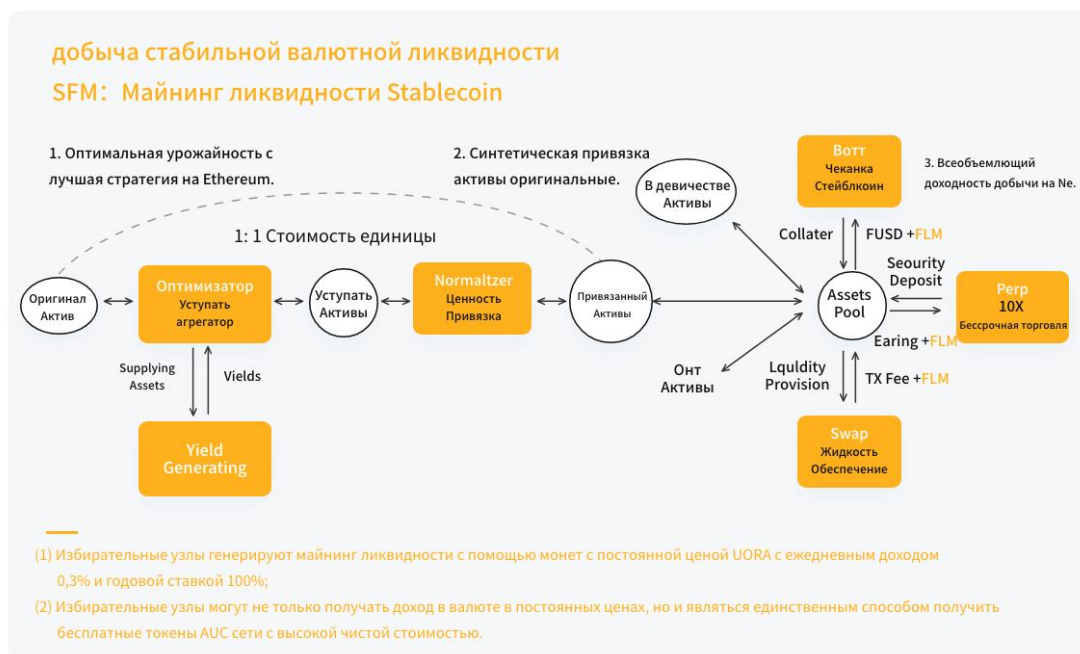 добыча стабильной валютной ликвидности
SFM: Майнинг ликвидности Stablecoin
1. Оптимальная урожайность с
лучшая стратегия на Ethereum.
2. Синтетическая привязка
активы оригинальные.
В девичестве
Активы
Вотт
Чеканка
Стейблкоин
3. Всеобъемлющий
доходность добычи на Ne.
1: 1 Стоимость единицы
Collater
FUSD +FLM
Seourity
Deposit
Оригинал
Актив
Оптимизатор
Уступать
агрегатор
Уступать
Активы
Normaltzer
Ценность
Привязка
Привязанный
Активы
Assets
Pool
Perp
10X
Бессрочная торговля
Earing +FLM
Supplying
Assets
Vields
Онт
Активы
Lquldity
Provision
TX Fee +FLM
Yield
Generating
Swap
Жидкость
Обеспечение
(1) Избирательные узлы генерируют майнинг ликвидности с помощью монет с постоянной ценой UORA с ежедневным доходом
0,3% и годовой ставкой 100%;
(2) Избирательные узлы могут не только получать доход в валюте в постоянных ценах, но и являться единственным способом получить
бесплатные токены AUC сети с высокой чистой стоимостью.